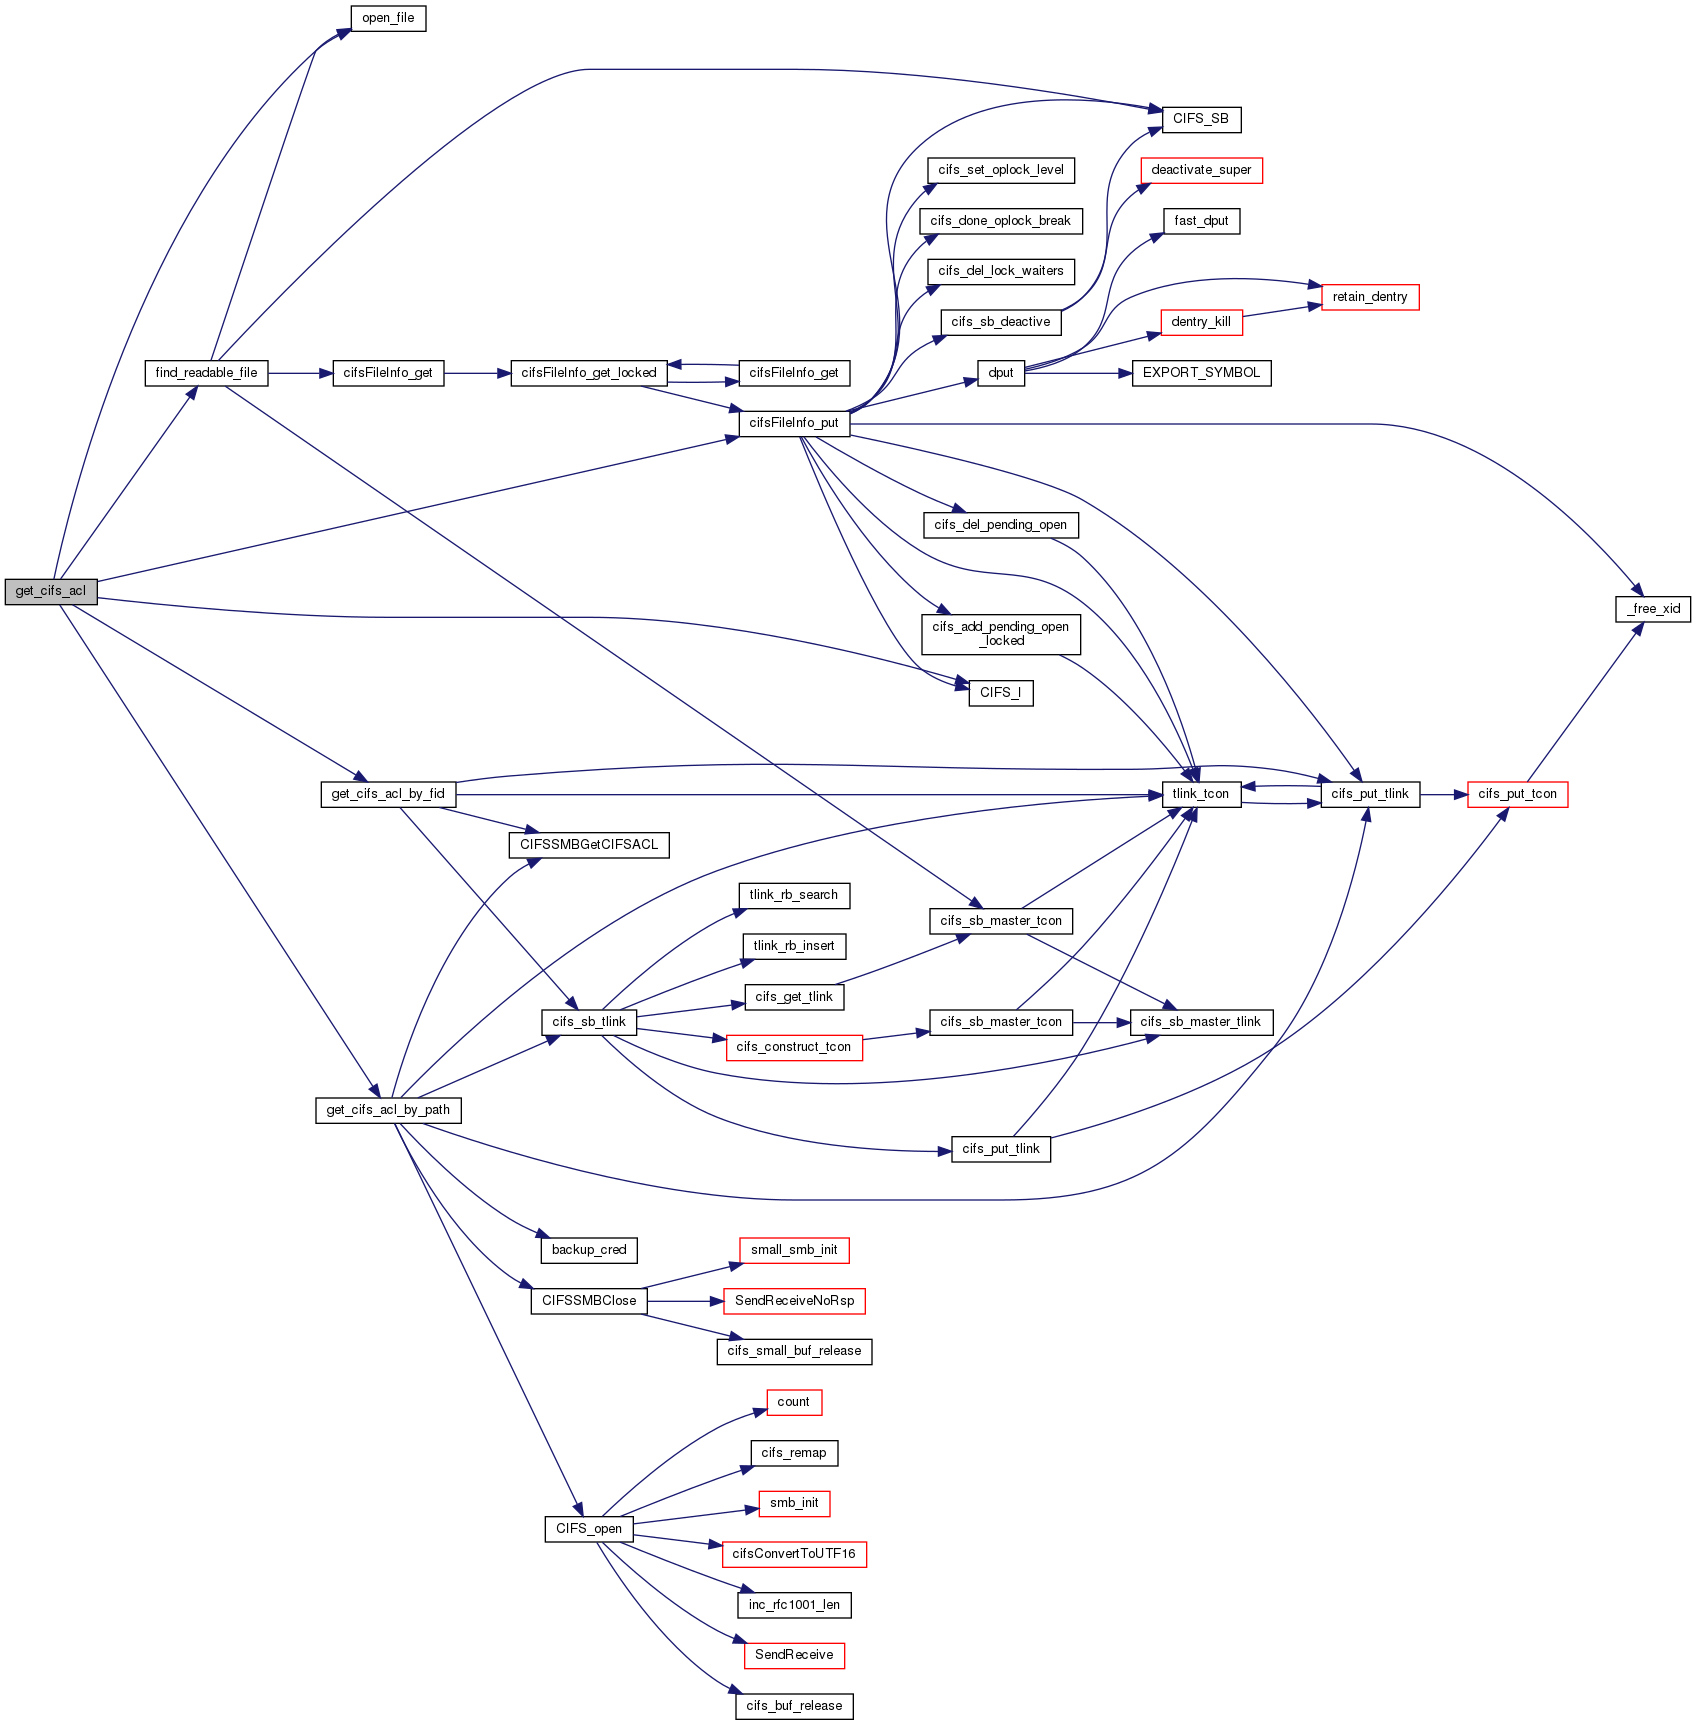 open_file
CIFS_SB
cifs_set_oplock_level
deactivate_super
cifs_done_oplock_break
fast_dput
cifs_del_lock_waiters
retain_dentry
cifs_sb_deactive
dentry_kill
find_readable_file
cifsFileInfo_get
cifsFileInfo_get_locked
cifsFileInfo_get
dput
EXPORT_SYMBOL
cifsFileInfo_put
cifs_del_pending_open
get_cifs_acl
_free_xid
cifs_add_pending_open
_locked
CIFS_I
get_cifs_acl_by_fid
tlink_tcon
cifs_put_tlink
cifs_put_tcon
CIFSSMBGetCIFSACL
tlink_rb_search
cifs_sb_master_tcon
tlink_rb_insert
cifs_get_tlink
cifs_sb_tlink
cifs_sb_master_tcon
cifs_sb_master_tlink
cifs_construct_tcon
get_cifs_acl_by_path
cifs_put_tlink
backup_cred
small_smb_init
CIFSSMBClose
SendReceiveNoRsp
cifs_small_buf_release
count
cifs_remap
smb_init
CIFS_open
cifsConvertToUTF16
inc_rfc1001_len
SendReceive
cifs_buf_release